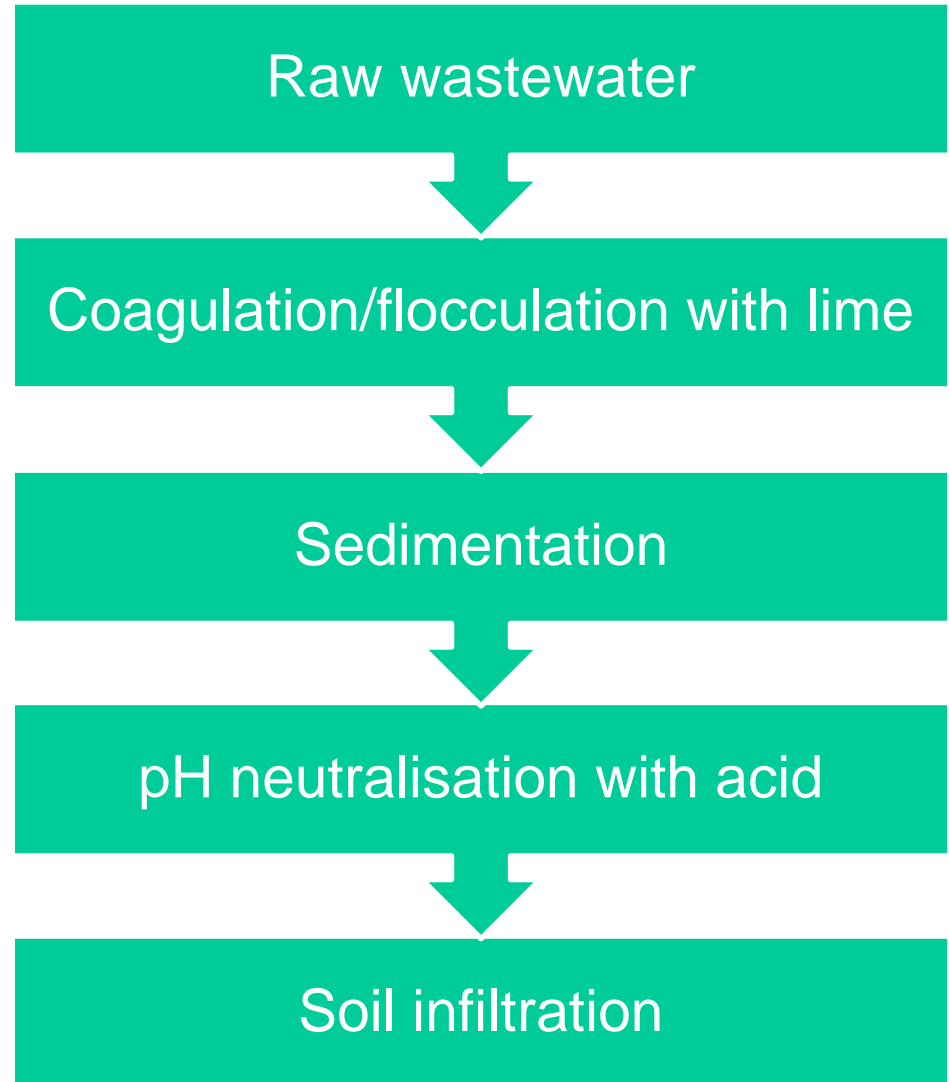 Raw wastewater
Coagulation/flocculation with lime
Sedimentation
pH neutralisation with acid
Soil infiltration